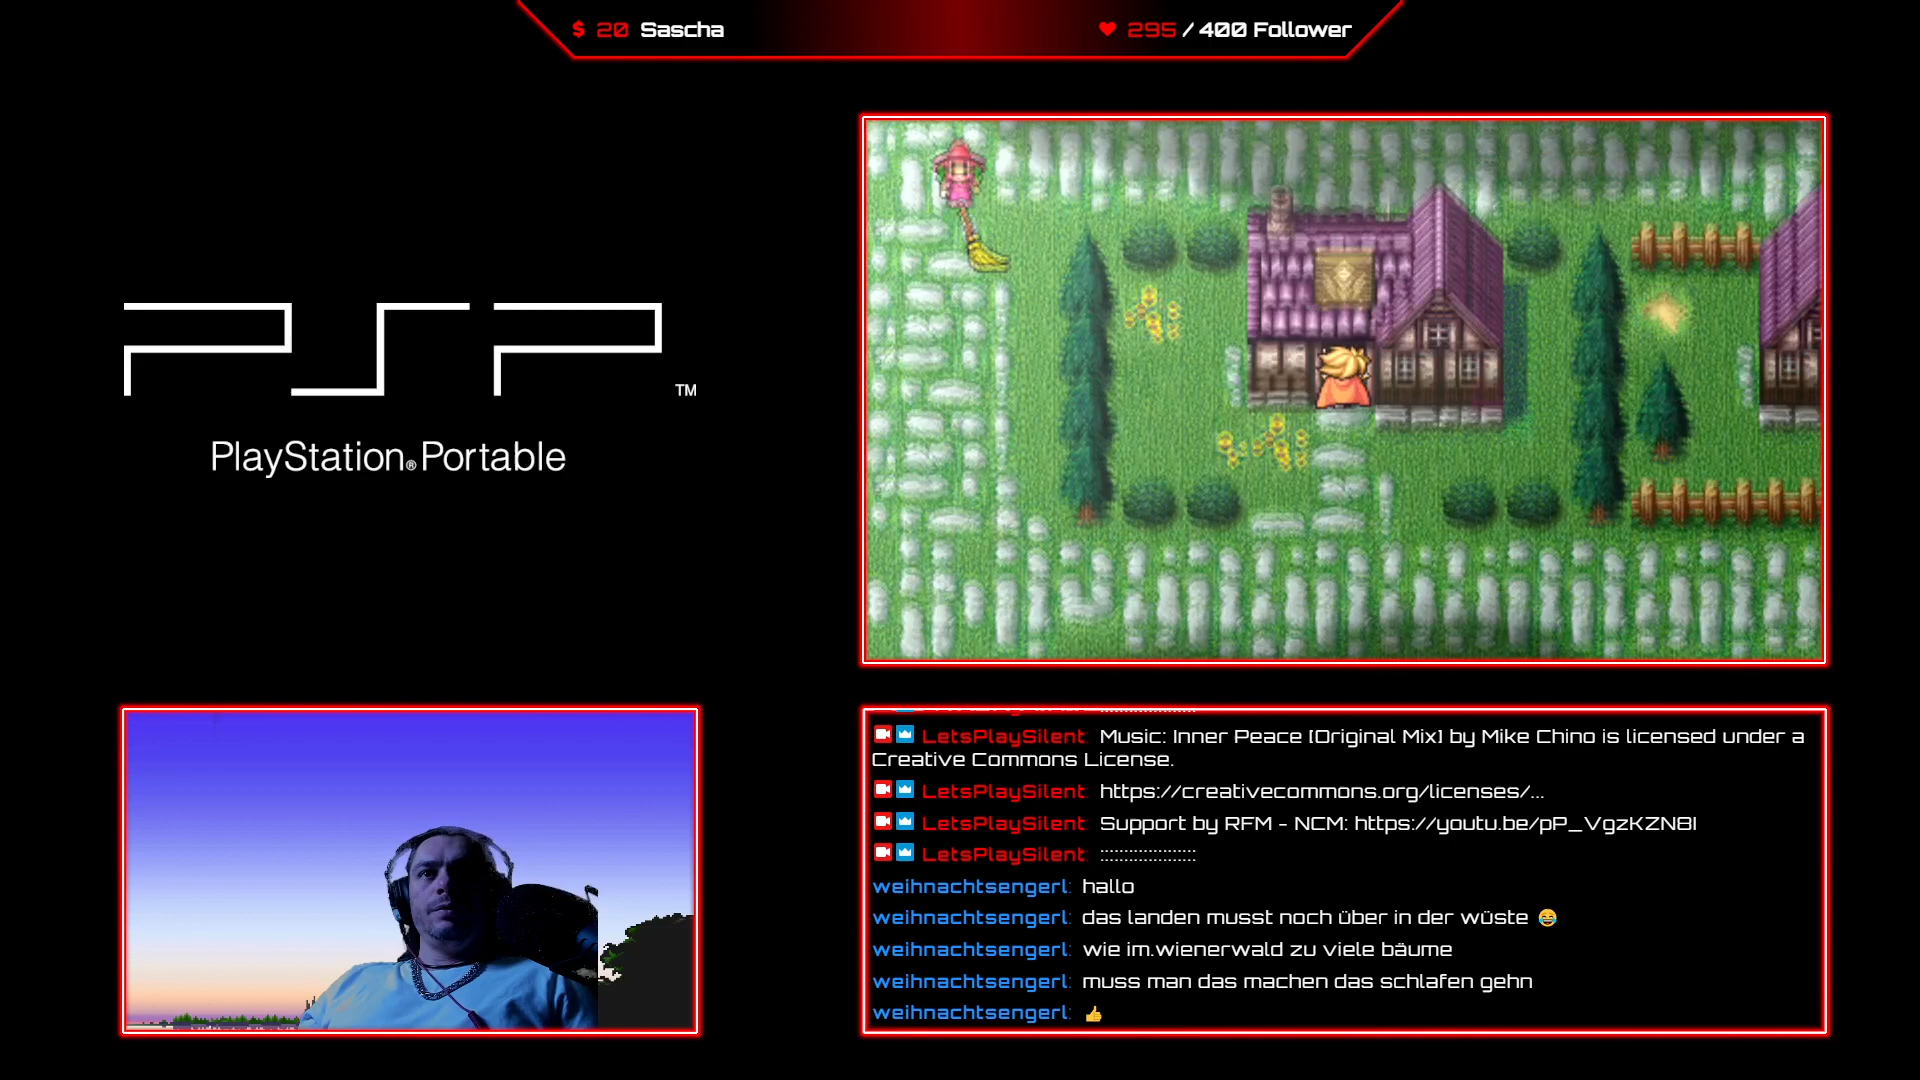 $ 20 Sascha
295 / 400 Follower
PSP
TM
PlayStation® Portable
LetsPlaySilent: Music: Inner Peace [Original Mix] by Mike Chino is licensed under a
Creative Commons License.
LetsPlaySilent: https://creativecommons.org/licenses/...
LetsPlaySilent: Support by RFM - NCM: https://youtu.be/pP_VgzKZN8I
LetsPlaySilent: ::::::::::::::::::::
weihnachtsengerl: hallo
weihnachtsengerl: das landen musst noch über in der wüste 😂
weihnachtsengerl: wie im.wienerwald zu viele bäume
weihnachtsengerl: muss man das machen das schlafen gehn
weihnachtsengerl: 👍